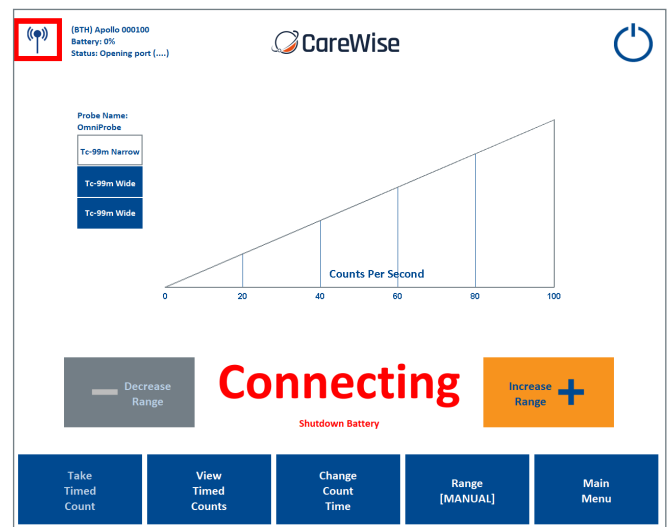 (BTH) Apollo 000100
Battery: 0%
Status: Opening port (....)
CareWise
Probe Name:
OmniProbe
Tc-99m Narrow
Tc-99m Wide
Tc-99m Wide
Counts Per Second
0 20 40 60 80 100
Decrease
Range
Connecting
Shutdown Battery
Increase
Range
Take
Timed
Count
View
Timed
Counts
Change
Count
Time
Range
[MANUAL]
Main
Menu